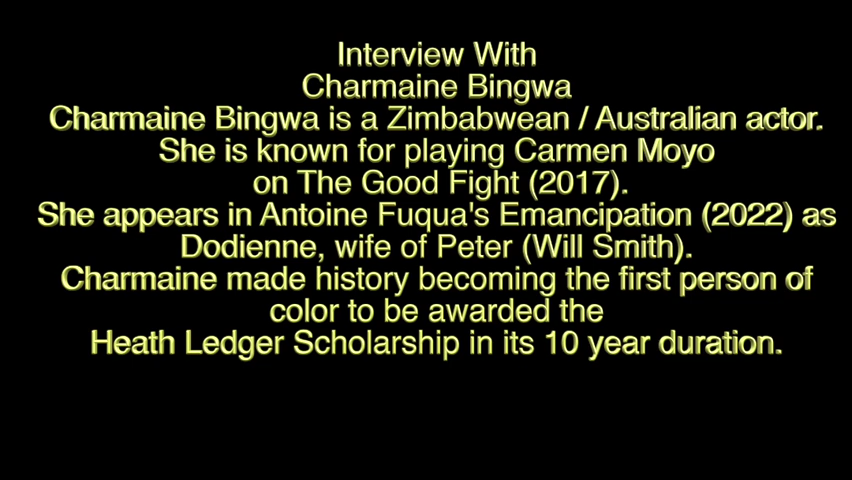 Interview With
Charmaine Bingwa
Charmaine Bingwa is a Zimbabwean / Australian actor.
She is known for playing Carmen Moyo
on The Good Fight (2017).
She appears in Antoine Fuqua's Emancipation (2022) as
Dodienne, wife of Peter (Will Smith).
Charmaine made history becoming the first person of
color to be awarded the
Heath Ledger Scholarship in its 10 year duration.